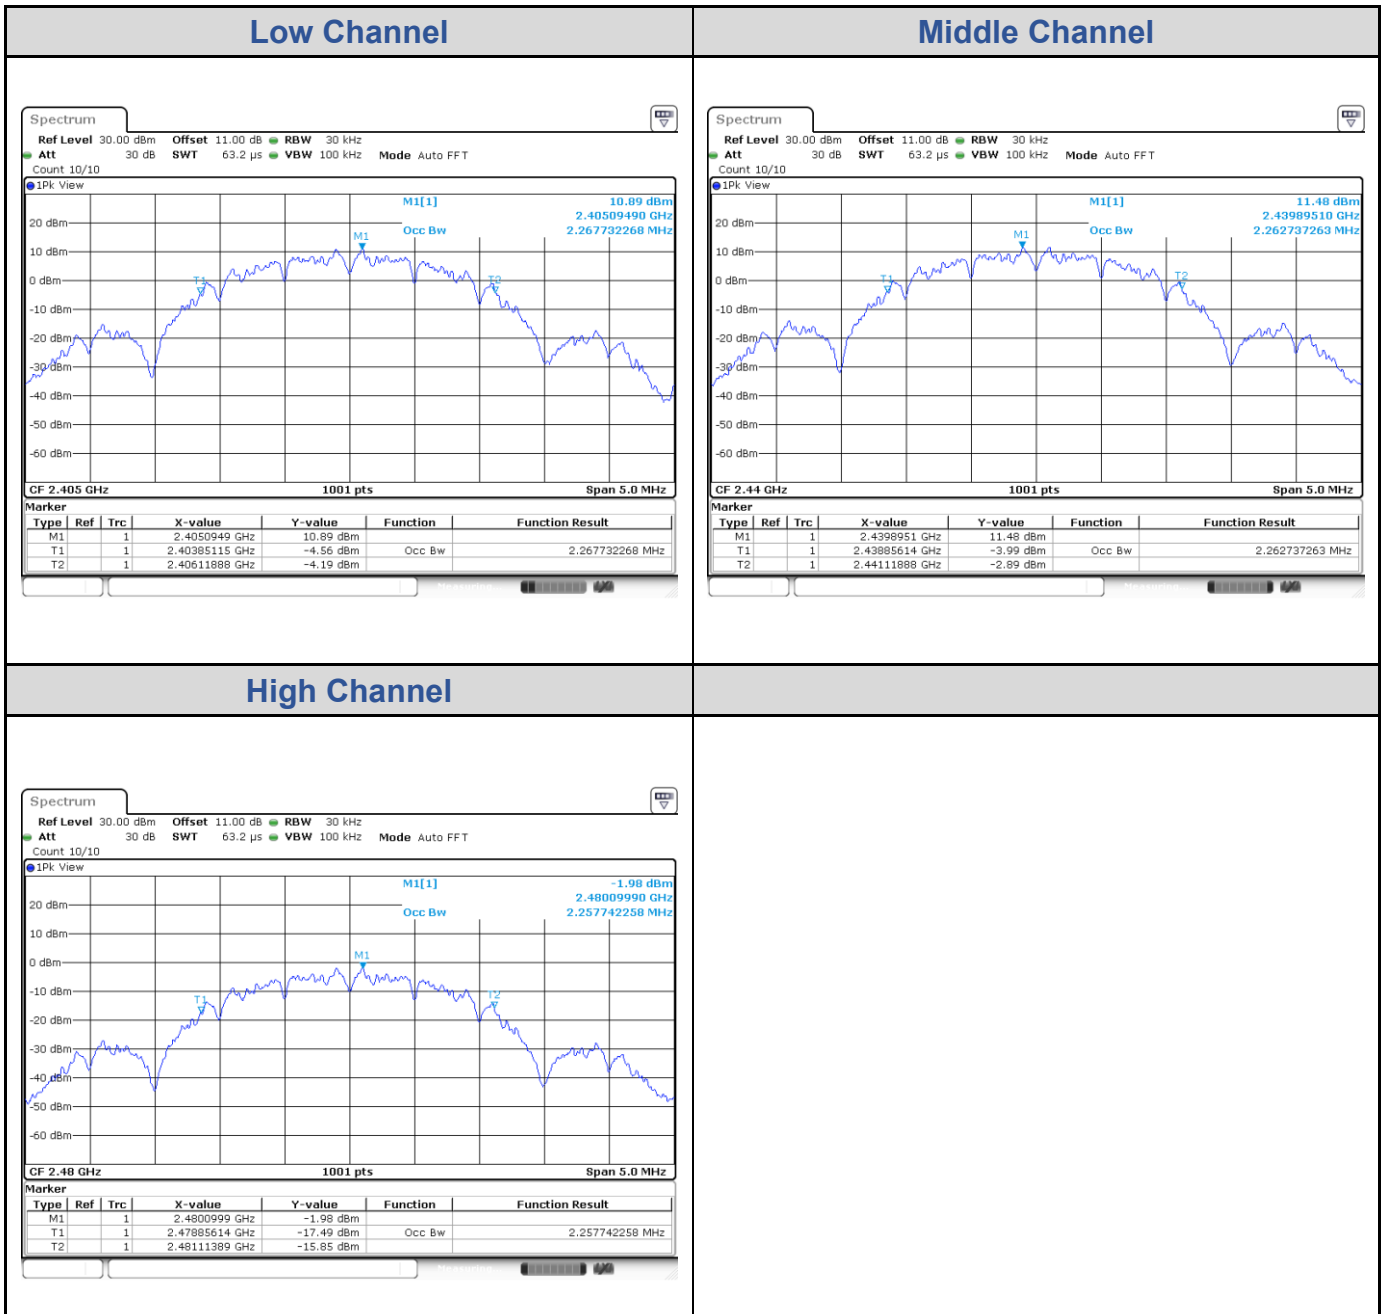 Low Channel
Middle Channel
Spectrum
Ref Level 30.00 dBm Offset 11.00 dB RBW 30 kHz
Att 30 dB SWT 63.2 µs VBW 100 kHz Mode Auto FFT
Count 10/10
1Pk View
M1[1] 10.89 dBm
2.40509490 GHz
Occ Bw 2.267732268 MHz
20 dBm
10 dBm
0 dBm
-10 dBm
-20 dBm
-30 dBm
-40 dBm
-50 dBm
-60 dBm
M1
T1
T2
CF 2.405 GHz 1001 pts Span 5.0 MHz
Marker
Type Ref Trc X-value Y-value Function Function Result
M1 1 2.4050949 GHz 10.89 dBm
T1 1 2.40385115 GHz -4.56 dBm Occ Bw 2.267732268 MHz
T2 1 2.40611888 GHz -4.19 dBm
Measuring
Spectrum
Ref Level 30.00 dBm Offset 11.00 dB RBW 30 kHz
Att 30 dB SWT 63.2 µs VBW 100 kHz Mode Auto FFT
Count 10/10
1Pk View
M1[1] 11.48 dBm
2.43989510 GHz
Occ Bw 2.262737263 MHz
20 dBm
10 dBm
0 dBm
-10 dBm
-20 dBm
-30 dBm
-40 dBm
-50 dBm
-60 dBm
M1
T1
T2
CF 2.44 GHz 1001 pts Span 5.0 MHz
Marker
Type Ref Trc X-value Y-value Function Function Result
M1 1 2.4398951 GHz 11.48 dBm
T1 1 2.43885614 GHz -3.99 dBm Occ Bw 2.262737263 MHz
T2 1 2.44111888 GHz -2.89 dBm
Measuring
High Channel
Spectrum
Ref Level 30.00 dBm Offset 11.00 dB RBW 30 kHz
Att 30 dB SWT 63.2 µs VBW 100 kHz Mode Auto FFT
Count 10/10
1Pk View
M1[1] -1.98 dBm
2.48009990 GHz
Occ Bw 2.257742258 MHz
20 dBm
10 dBm
0 dBm
-10 dBm
-20 dBm
-30 dBm
-40 dBm
-50 dBm
-60 dBm
M1
T1
T2
CF 2.48 GHz 1001 pts Span 5.0 MHz
Marker
Type Ref Trc X-value Y-value Function Function Result
M1 1 2.4800999 GHz -1.98 dBm
T1 1 2.47885614 GHz -17.49 dBm Occ Bw 2.257742258 MHz
T2 1 2.48111389 GHz -15.85 dBm
Measuring